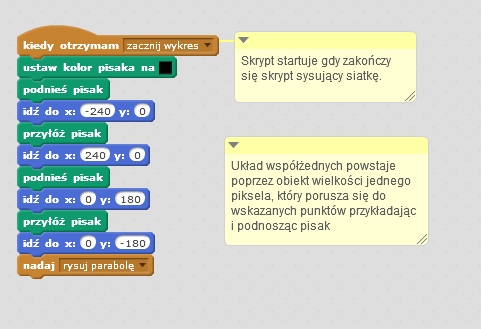 kiedy otrzymam zacznij wykres
ustaw kolor pisaka na
podnieś pisak
idź do x: -240 y: 0
przyłóż pisak
idź do x: 240 y: 0
podnieś pisak
idź do x: 0 y: 180
przyłóż pisak
idź do x: 0 y: -180
nadaj rysuj parabolę
Skrypt startuje gdy zakończy
się skrypt sysujący siatkę.
Układ współżednych powstaje
poprzez obiekt wielkości jednego
piksela, który porusza się do
wskazanych punktów przykładając
i podnosząc pisak